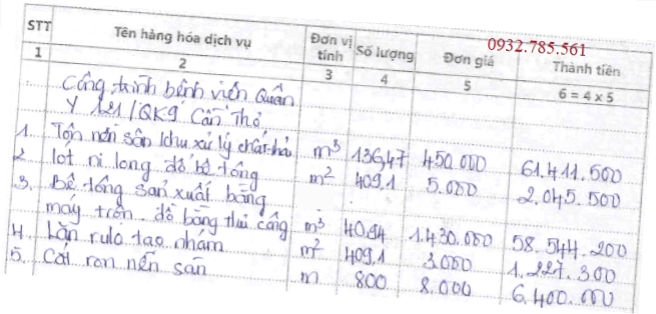 0932.785.561
STT Tên hàng hóa dịch vụ Đơn vị tính Số lượng Đơn giá Thành tiền
1 2 3 4 5 6 = 4 x 5
Công trình bệnh viện Quân
Y 121/QK9 Cần Thơ
1. Tôn nền sân khu xử lý chất thải m³ 136,47 450.000 61.411.500
2 lót ni long đổ bê tông m² 409,1 5.000 2.045.500
3. Bê tông sản xuất bằng
máy trộn đổ bằng thủ công m³ 40,94 1.430.000 58.544.200
4. Lăn rulo tạo nhám m² 409,1 3.000 1.227.300
5. Cắt ron nền sân m 800 8.000 6.400.000